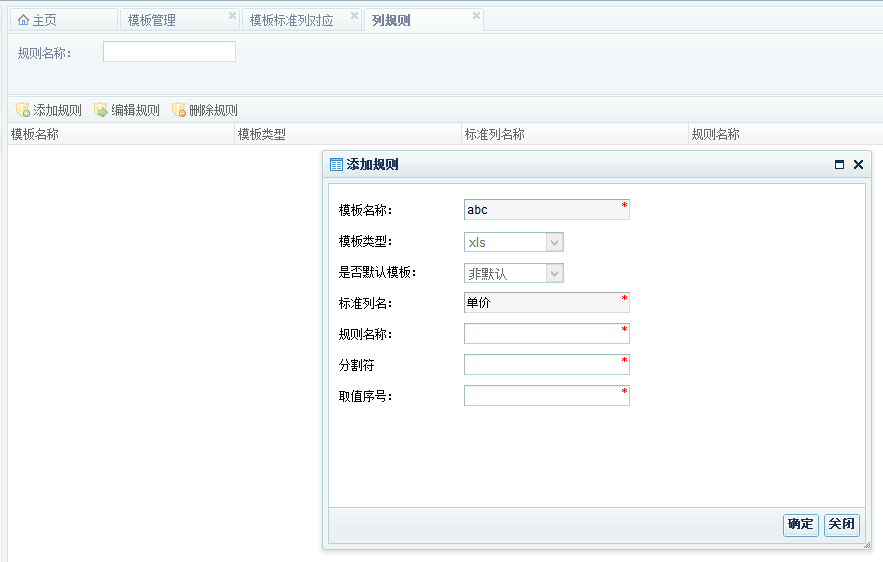 主页 模板管理 模板标准列对应 列规则
规则名称:
添加规则 编辑规则 删除规则
模板名称 模板类型 标准列名称 规则名称
添加规则
模板名称: abc *
模板类型: xls
是否默认模板: 非默认
标准列名: 单价 *
规则名称: *
分割符 *
取值序号: *
确定 关闭